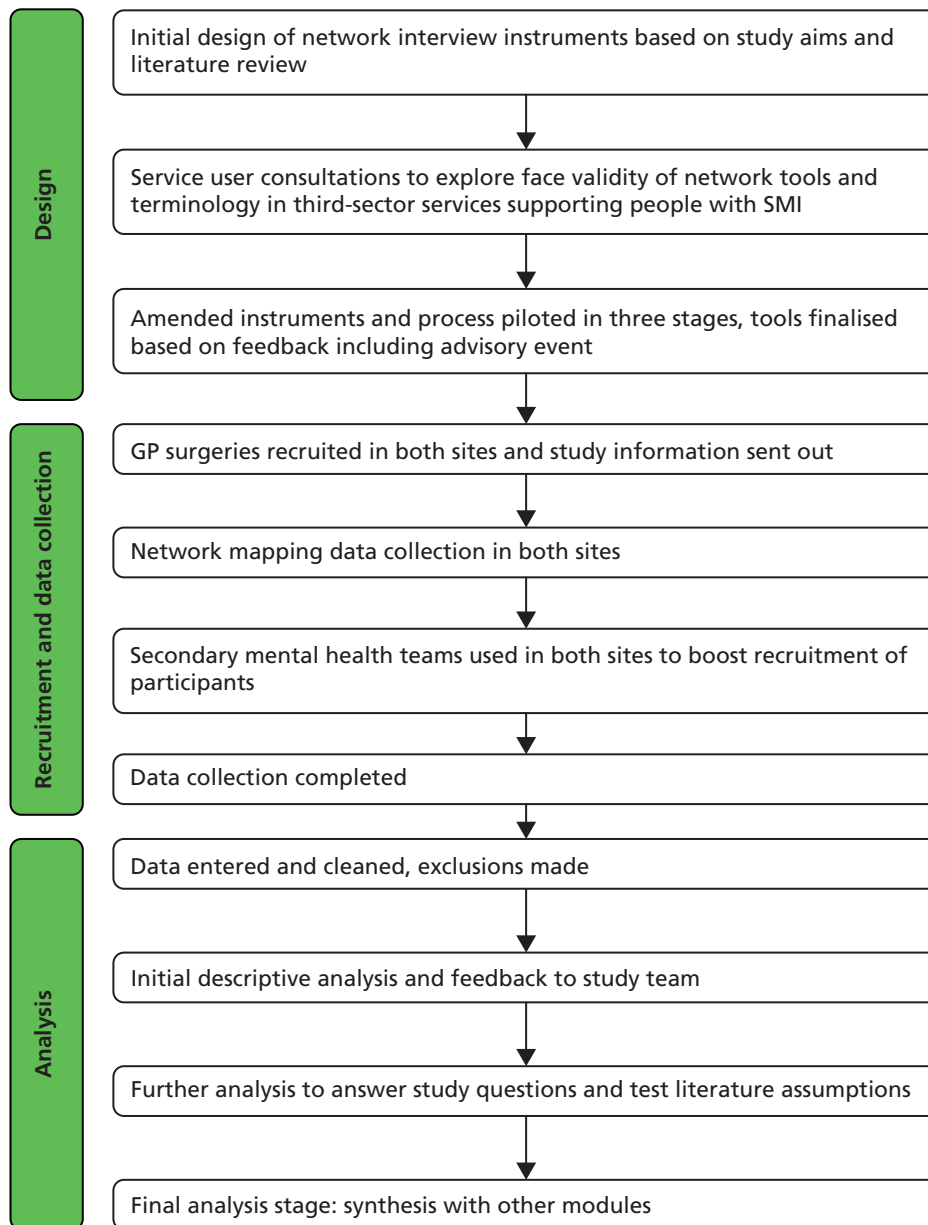 Design
Initial design of network interview instruments based on study aims and
literature review
Service user consultations to explore face validity of network tools and
terminology in third-sector services supporting people with SMI
Amended instruments and process piloted in three stages, tools finalised
based on feedback including advisory event
Recruitment and data collection
GP surgeries recruited in both sites and study information sent out
Network mapping data collection in both sites
Secondary mental health teams used in both sites to boost recruitment of
participants
Data collection completed
Analysis
Data entered and cleaned, exclusions made
Initial descriptive analysis and feedback to study team
Further analysis to answer study questions and test literature assumptions
Final analysis stage: synthesis with other modules